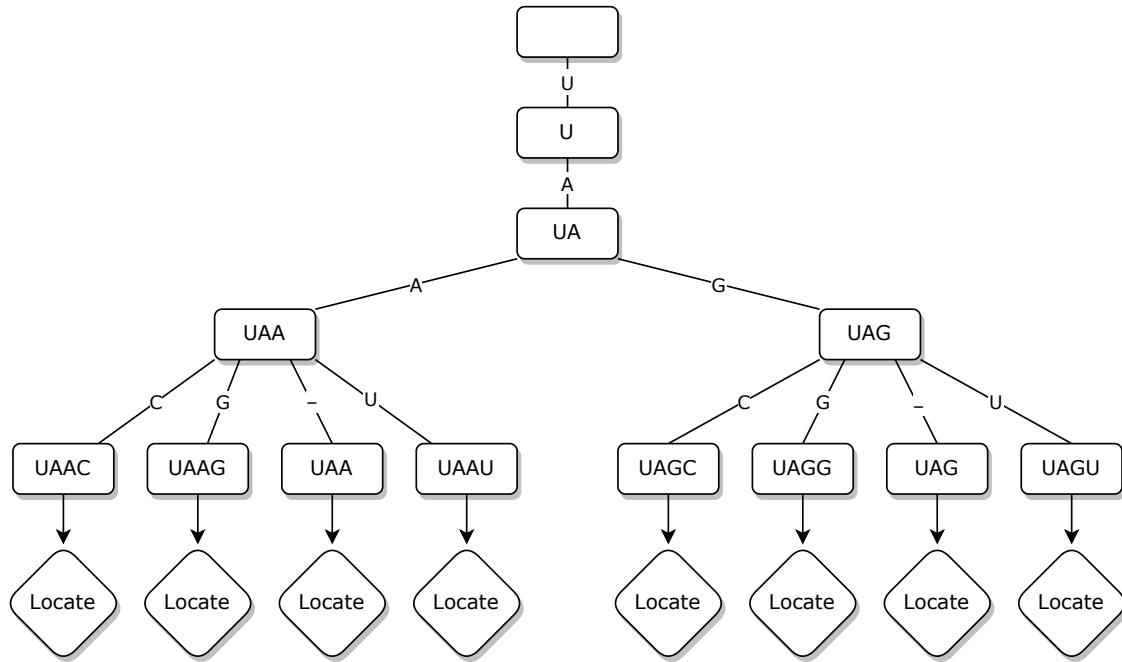 U
U
A
UA
A G
UAA UAG
C G _ U C G _ U
UAAC UAAG UAA UAAU UAGC UAGG UAG UAGU
Locate Locate Locate Locate Locate Locate Locate Locate